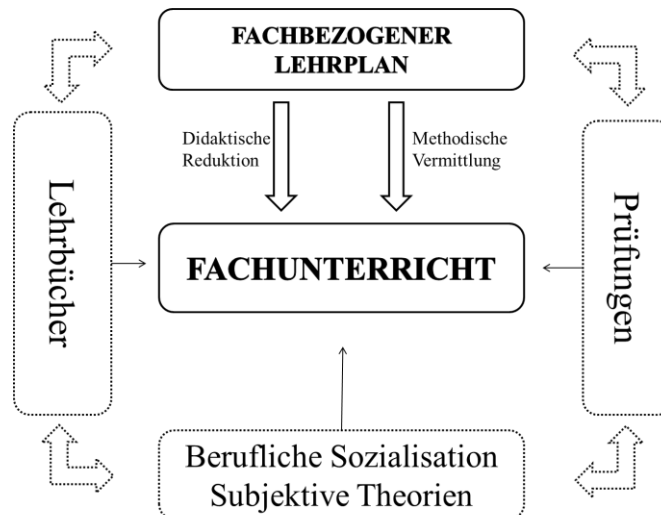 FACHBEZOGENER
LEHRPLAN
Didaktische
Reduktion
Methodische
Vermittlung
Lehrbücher
FACHUNTERRICHT
Prüfungen
Berufliche Sozialisation
Subjektive Theorien